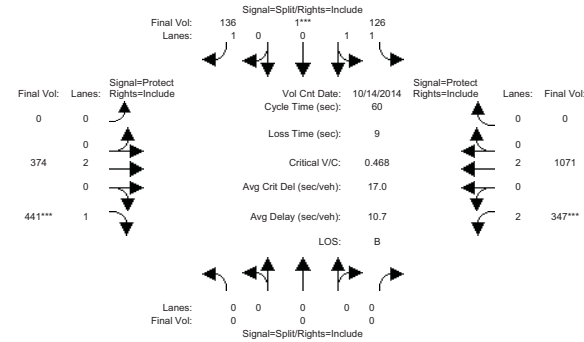 Signal=Split/Rights=Include
Final Vol: 136 1*** 126
Lanes: 1 0 0 1 1
Signal=Protect
Final Vol: Lanes: Rights=Include
Vol Cnt Date: 10/14/2014
Signal=Protect
Rights=Include Lanes: Final Vol:
Cycle Time (sec): 60
0 0
0 0
Loss Time (sec): 9
0
0
374 2
Critical V/C: 0.468
2 1071
0
Avg Crit Del (sec/veh): 17.0
0
441*** 1
Avg Delay (sec/veh): 10.7
2 347***
LOS: B
Lanes: 0 0 0 0 0
Final Vol: 0 0 0
Signal=Split/Rights=Include